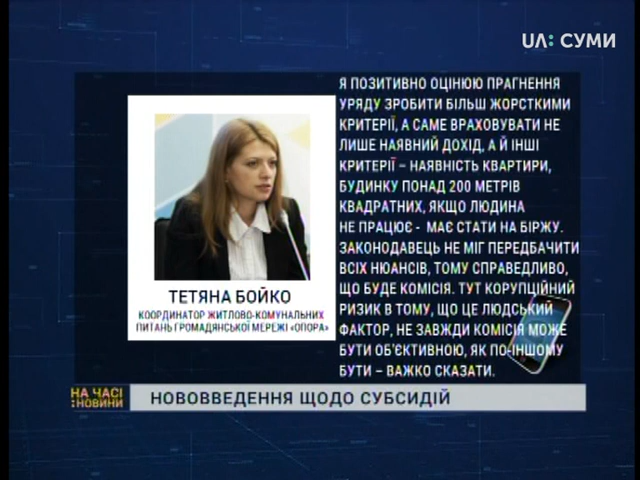 UA: СУМИ
Я ПОЗИТИВНО ОЦІНЮЮ ПРАГНЕННЯ
УРЯДУ ЗРОБИТИ БІЛЬШ ЖОРСТКИМИ
КРИТЕРІЇ, А САМЕ ВРАХОВУВАТИ НЕ
ЛИШЕ НАЯВНИЙ ДОХІД, А Й ІНШІ
КРИТЕРІЇ – НАЯВНІСТЬ КВАРТИРИ,
БУДИНКУ ПОНАД 200 МЕТРІВ
КВАДРАТНИХ, ЯКЩО ЛЮДИНА
НЕ ПРАЦЮЄ - МАЄ СТАТИ НА БІРЖУ.
ЗАКОНОДАВЕЦЬ НЕ МІГ ПЕРЕДБАЧИТИ
ВСІХ НЮАНСІВ, ТОМУ СПРАВЕДЛИВО,
ЩО БУДЕ КОМІСІЯ. ТУТ КОРУПЦІЙНИЙ
РИЗИК В ТОМУ, ЩО ЦЕ ЛЮДСЬКИЙ
ФАКТОР, НЕ ЗАВЖДИ КОМІСІЯ МОЖЕ
БУТИ ОБ'ЄКТИВНОЮ, ЯК ПО-ІНШОМУ
БУТИ – ВАЖКО СКАЗАТИ.
ТЕТЯНА БОЙКО
КООРДИНАТОР ЖИТЛОВО-КОМУНАЛЬНИХ
ПИТАНЬ ГРОМАДЯНСЬКОЇ МЕРЕЖІ «ОПОРА»
НА ЧАСІ
:НОВИНИ
НОВОВВЕДЕННЯ ЩОДО СУБСИДІЙ